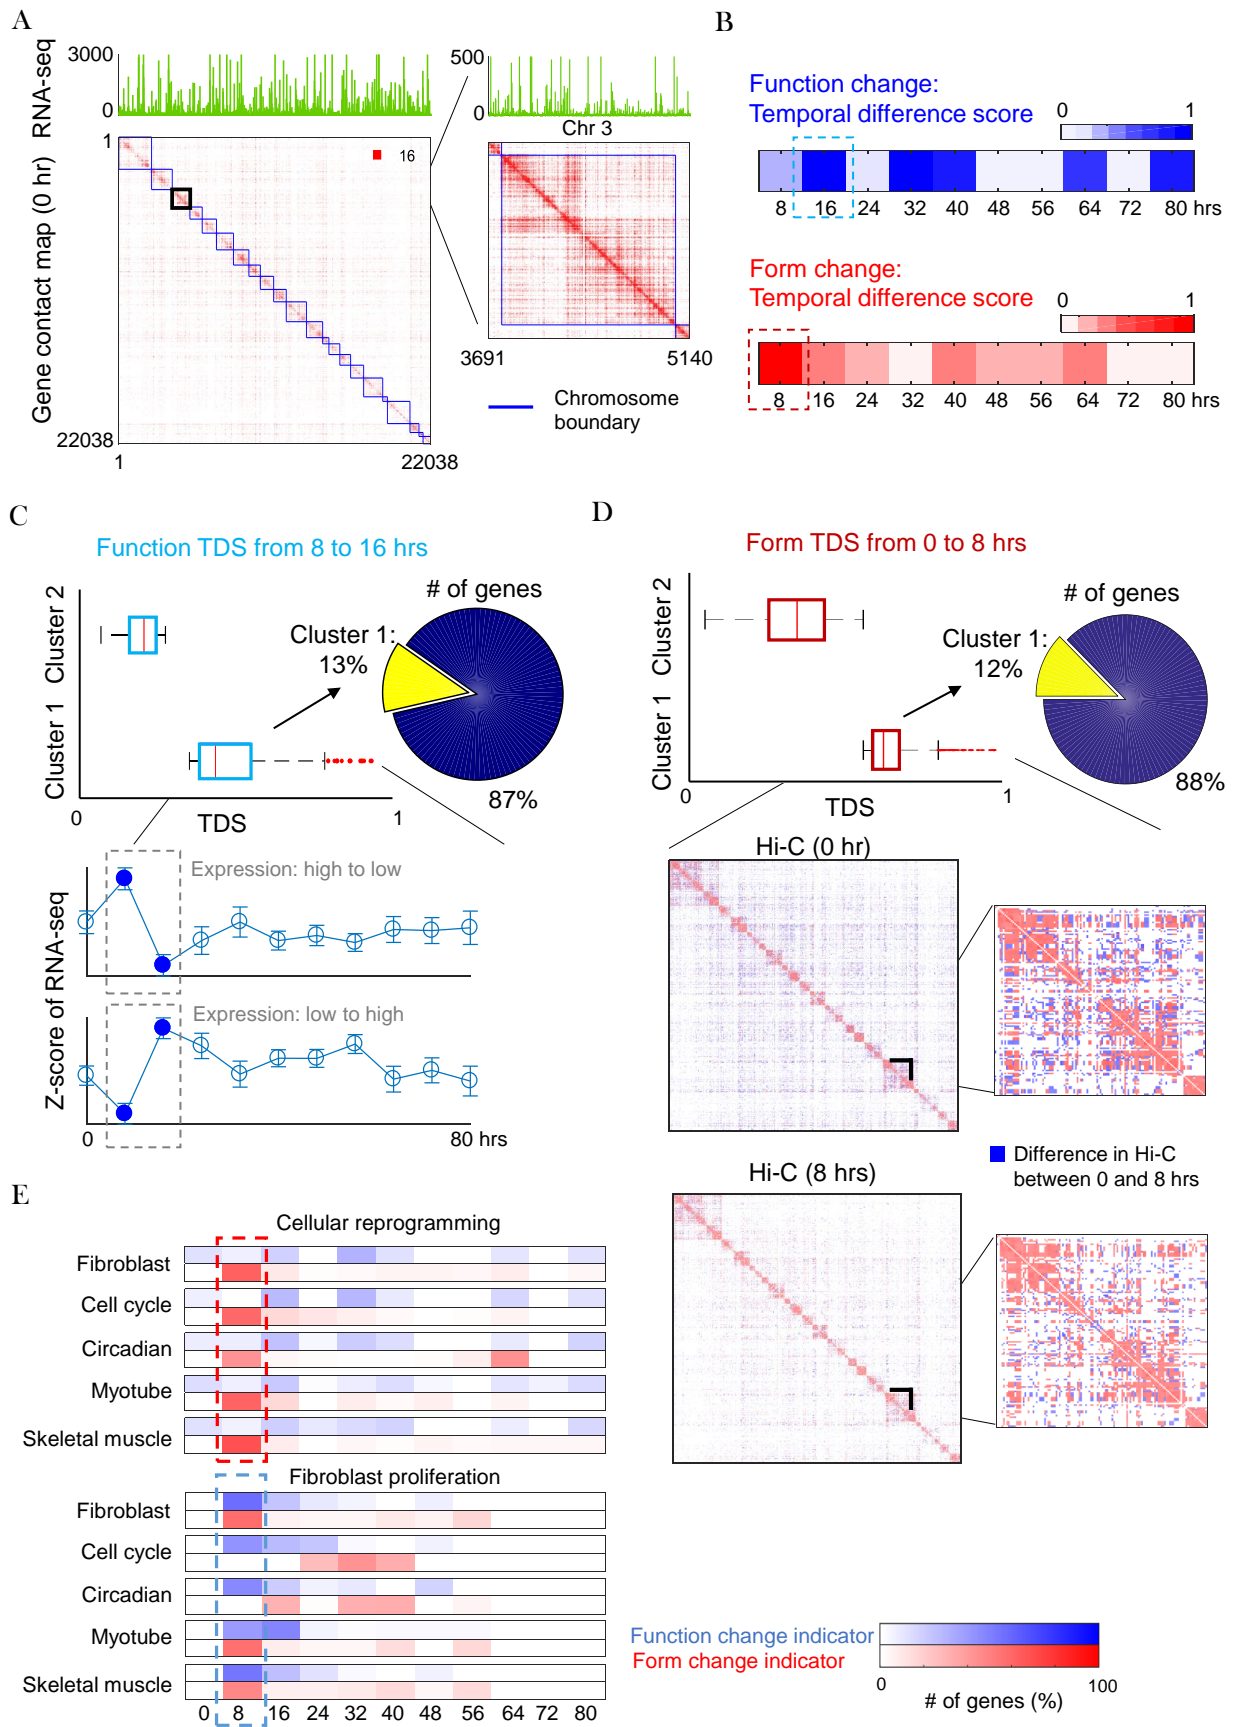 A
RNA-seq
3000
0
500
0
Chr 3
Gene contact map (0 hr)
1
16
22038
1
22038
3691
5140
Chromosome
boundary
B
Function change:
Temporal difference score
0
1
8 16 24 32 40 48 56 64 72 80 hrs
Form change:
Temporal difference score
0
1
8 16 24 32 40 48 56 64 72 80 hrs
C
Function TDS from 8 to 16 hrs
Cluster 2
Cluster 1
# of genes
Cluster 1:
13%
87%
0
TDS
1
Z-score of RNA-seq
Expression: high to low
Expression: low to high
0
80 hrs
D
Form TDS from 0 to 8 hrs
Cluster 2
Cluster 1
# of genes
Cluster 1:
12%
88%
0
TDS
1
Hi-C (0 hr)
Difference in Hi-C
between 0 and 8 hrs
Hi-C (8 hrs)
E
Cellular reprogramming
Fibroblast
Cell cycle
Circadian
Myotube
Skeletal muscle
Fibroblast proliferation
Fibroblast
Cell cycle
Circadian
Myotube
Skeletal muscle
0 8 16 24 32 40 48 56 64 72 80
Function change indicator
Form change indicator
0
100
# of genes (%)